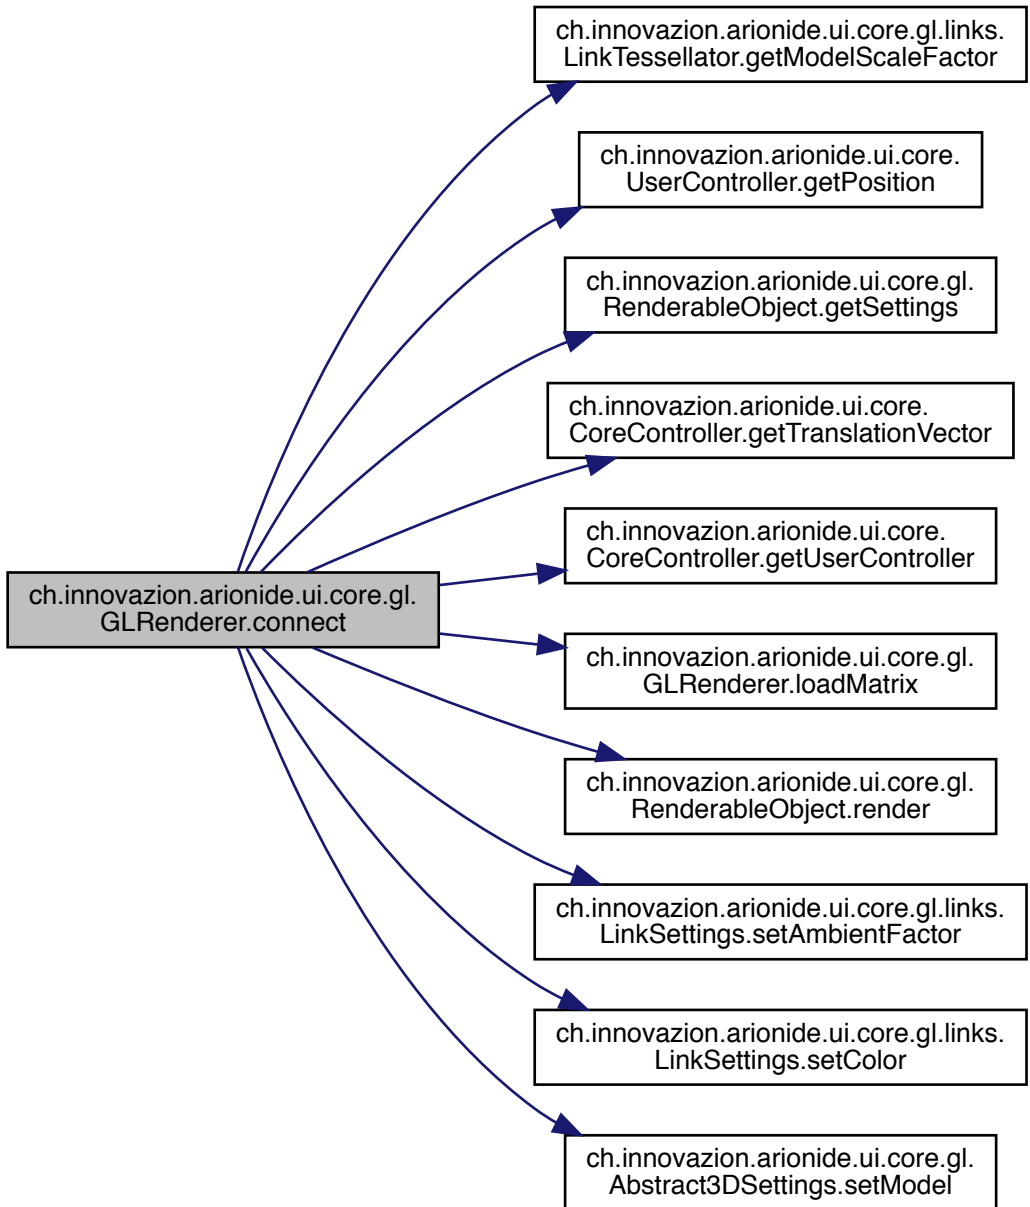 ch.innovazion.arionide.ui.core.gl.links.
LinkTessellator.getModelScaleFactor
ch.innovazion.arionide.ui.core.
UserController.getPosition
ch.innovazion.arionide.ui.core.gl.
RenderableObject.getSettings
ch.innovazion.arionide.ui.core.
CoreController.getTranslationVector
ch.innovazion.arionide.ui.core.
CoreController.getUserController
ch.innovazion.arionide.ui.core.gl.
GLRenderer.connect
ch.innovazion.arionide.ui.core.gl.
GLRenderer.loadMatrix
ch.innovazion.arionide.ui.core.gl.
RenderableObject.render
ch.innovazion.arionide.ui.core.gl.links.
LinkSettings.setAmbientFactor
ch.innovazion.arionide.ui.core.gl.links.
LinkSettings.setColor
ch.innovazion.arionide.ui.core.gl.
Abstract3DSettings.setModel